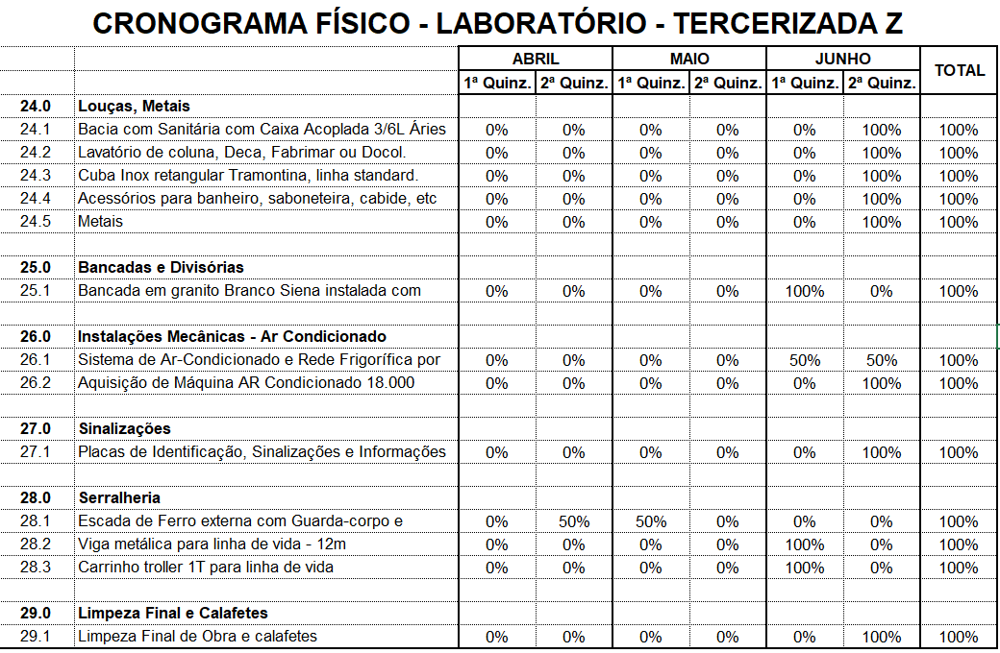 CRONOGRAMA FÍSICO - LABORATÓRIO - TERCERIZADA Z
ABRIL MAIO JUNHO TOTAL
1ª Quinz. 2ª Quinz. 1ª Quinz. 2ª Quinz. 1ª Quinz. 2ª Quinz.
24.0 Louças, Metais
24.1 Bacia com Sanitária com Caixa Acoplada 3/6L Áries 0% 0% 0% 0% 0% 100% 100%
24.2 Lavatório de coluna, Deca, Fabrimar ou Docol. 0% 0% 0% 0% 0% 100% 100%
24.3 Cuba Inox retangular Tramontina, linha standard. 0% 0% 0% 0% 0% 100% 100%
24.4 Acessórios para banheiro, saboneteira, cabide, etc 0% 0% 0% 0% 0% 100% 100%
24.5 Metais 0% 0% 0% 0% 0% 100% 100%
25.0 Bancadas e Divisórias
25.1 Bancada em granito Branco Siena instalada com 0% 0% 0% 0% 100% 0% 100%
26.0 Instalações Mecânicas - Ar Condicionado
26.1 Sistema de Ar-Condicionado e Rede Frigorífica por 0% 0% 0% 0% 50% 50% 100%
26.2 Aquisição de Máquina AR Condicionado 18.000 0% 0% 0% 0% 0% 100% 100%
27.0 Sinalizações
27.1 Placas de Identificação, Sinalizações e Informações 0% 0% 0% 0% 0% 100% 100%
28.0 Serralheria
28.1 Escada de Ferro externa com Guarda-corpo e 0% 50% 50% 0% 0% 0% 100%
28.2 Viga metálica para linha de vida - 12m 0% 0% 0% 0% 100% 0% 100%
28.3 Carrinho troller 1T para linha de vida 0% 0% 0% 0% 100% 0% 100%
29.0 Limpeza Final e Calafetes
29.1 Limpeza Final de Obra e calafetes 0% 0% 0% 0% 0% 100% 100%